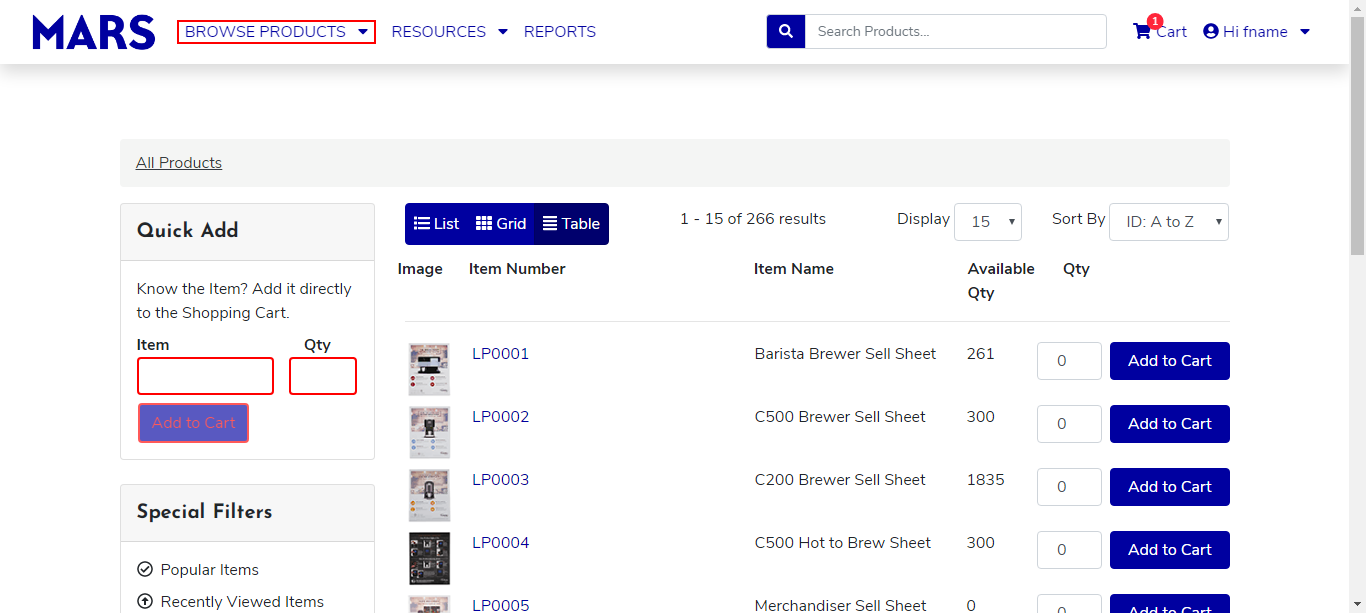 MARS BROWSE PRODUCTS RESOURCES REPORTS Search Products... 1 Cart Hi fname
All Products
Quick Add
Know the Item? Add it directly
to the Shopping Cart.
Item Qty
Add to Cart
Special Filters
Popular Items
Recently Viewed Items
List Grid Table 1 - 15 of 266 results Display 15 Sort By ID: A to Z
Image Item Number Item Name Available Qty
Qty
LP0001 Barista Brewer Sell Sheet 261 0 Add to Cart
LP0002 C500 Brewer Sell Sheet 300 0 Add to Cart
LP0003 C200 Brewer Sell Sheet 1835 0 Add to Cart
LP0004 C500 Hot to Brew Sheet 300 0 Add to Cart
LP0005 Merchandiser Sell Sheet 0 0 Add to Cart